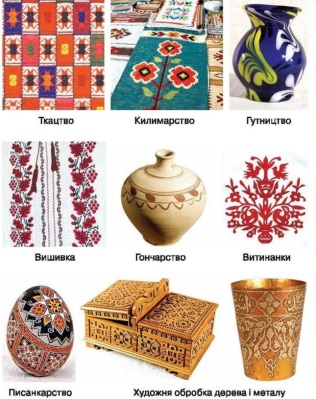 Ткацтво Килимарство Гутництво
Вишивка Гончарство Витинанки
Писанкарство Художня обробка дерева і металу